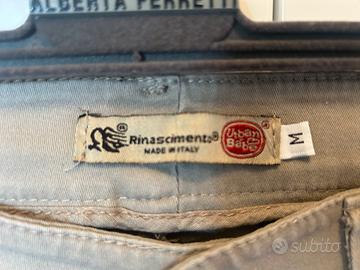 ALBERTA FERRETTI
Rinascimento®
MADE IN ITALY
Urban
Babe
M
subito